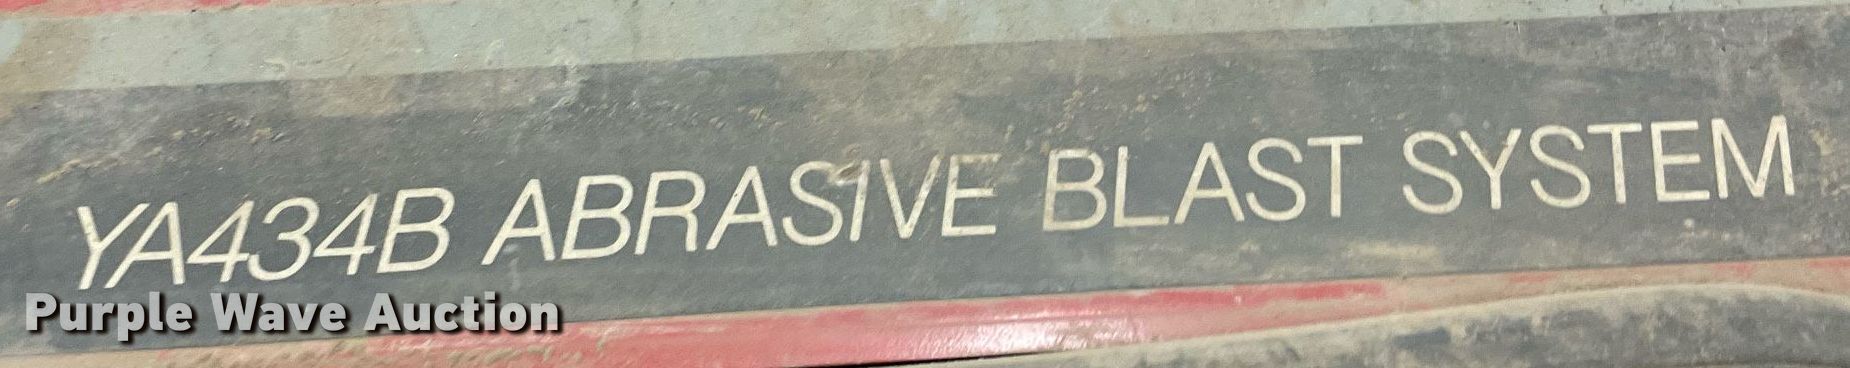 YA434B ABRASIVE BLAST SYSTEM
Purple Wave Auction